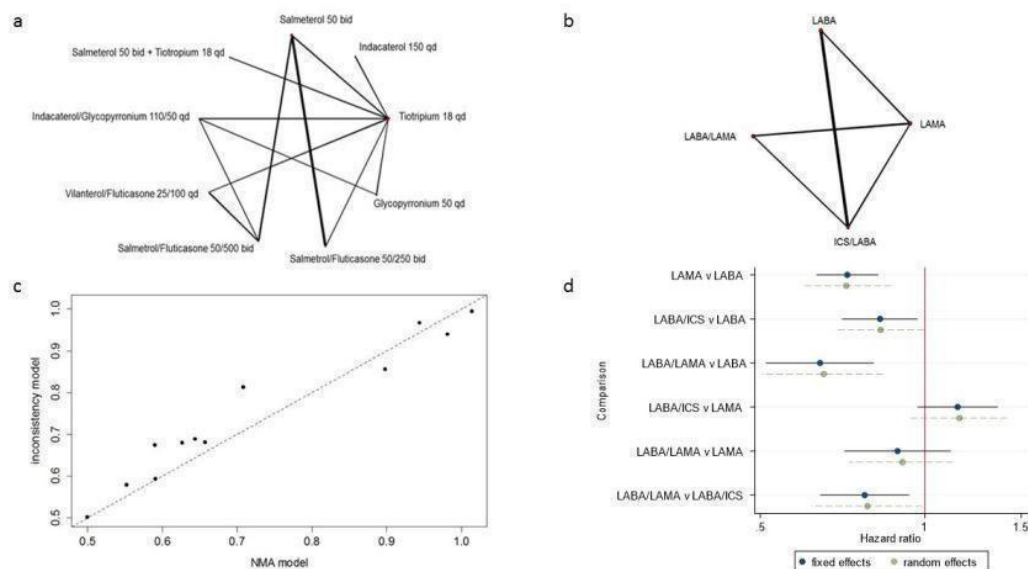 a
Salmeterol 50 bid
Indacaterol 150 qd
Salmeterol 50 bid + Tiotropium 18 qd
Indacaterol/Glycopyrronium 110/50 qd
Tiotripium 18 qd
Vilanterol/Fluticasone 25/100 qd
Glycopyrronium 50 qd
Salmetrol/Fluticasone 50/500 bid
Salmetrol/Fluticasone 50/250 bid
b
LABA
LAMA
LABA/LAMA
ICS/LABA
c
inconsistency model
1.0
0.9
0.8
0.7
0.6
0.5
0.5 0.6 0.7 0.8 0.9 1.0
NMA model
d
Comparison
LAMA v LABA
LABA/ICS v LABA
LABA/LAMA v LABA
LABA/ICS v LAMA
LABA/LAMA v LAMA
LABA/LAMA v LABA/ICS
.5 1 1.5
Hazard ratio
fixed effects random effects